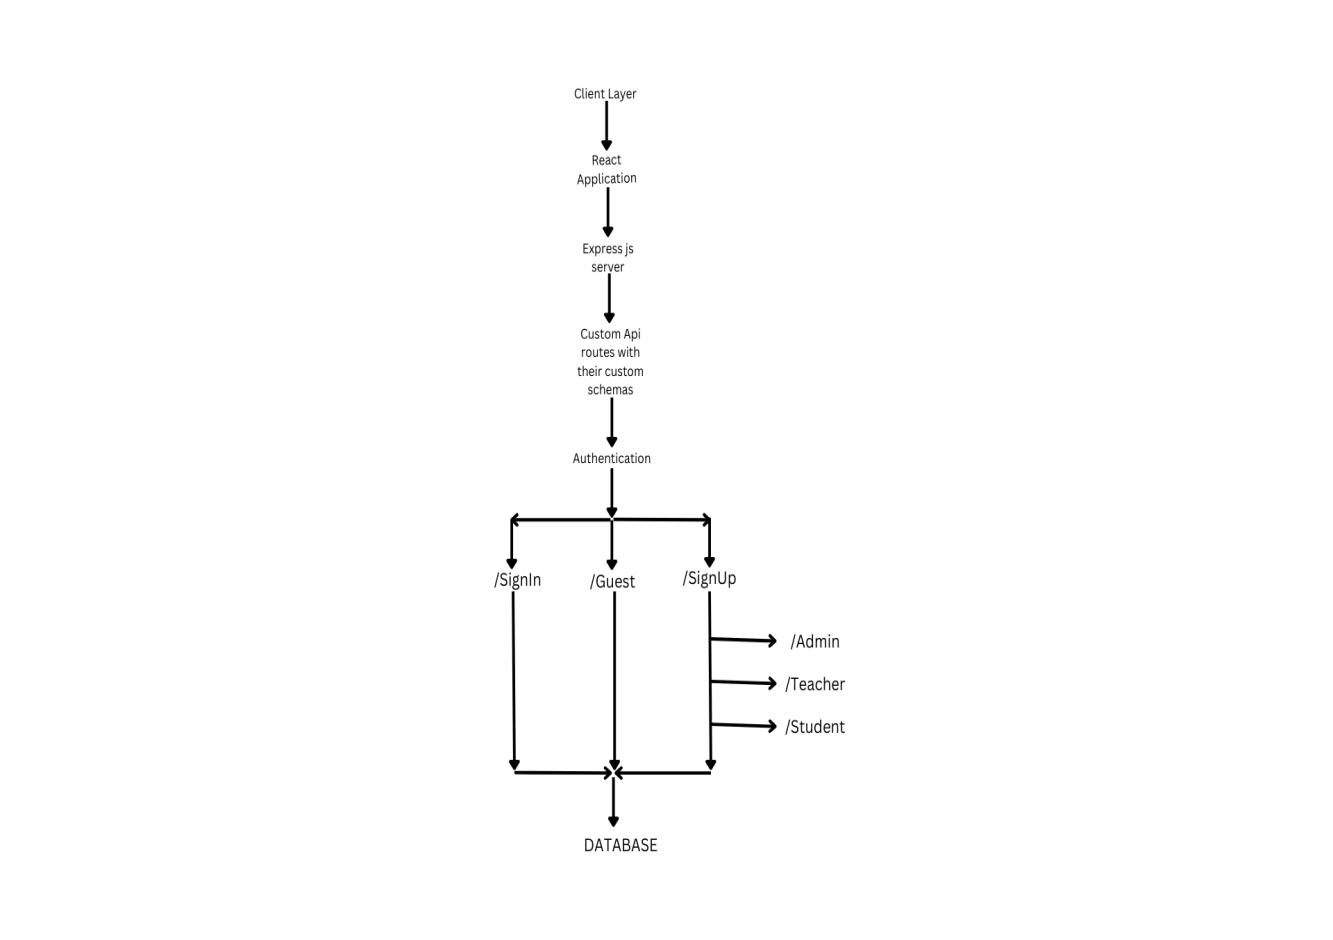 Client Layer
React
Application
Express js
server
Custom Api
routes with
their custom
schemas
Authentication
/SignIn
/Guest
/SignUp
/Admin
/Teacher
/Student
DATABASE